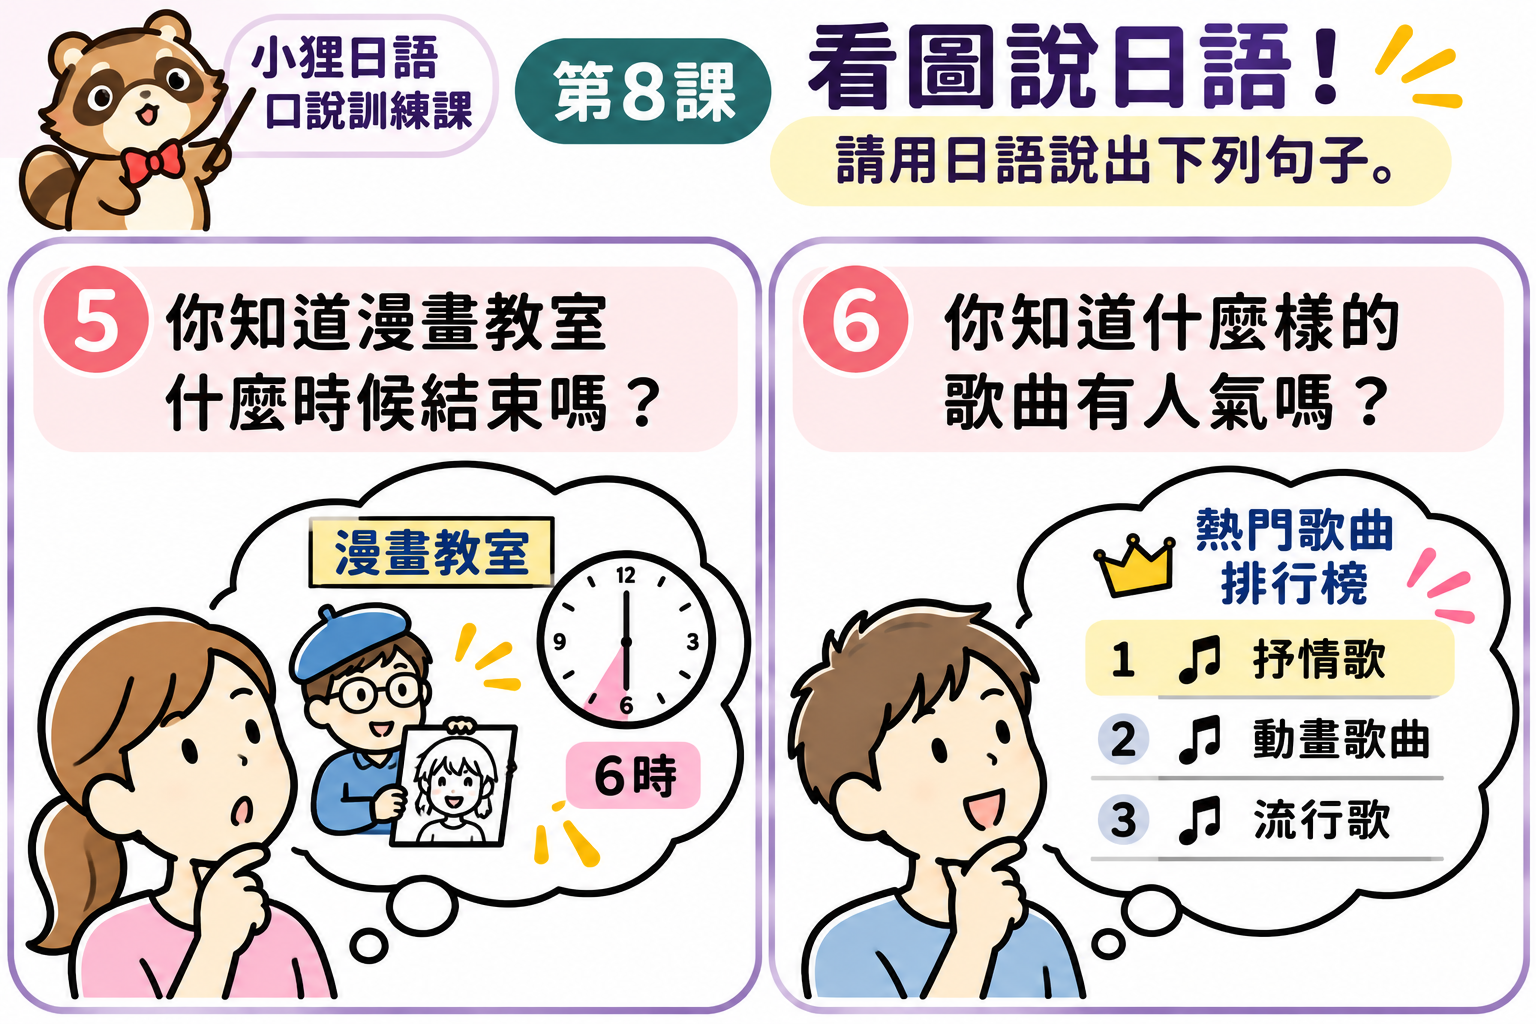 小狸日語
口說訓練課
第8課
看圖說日語！
請用日語說出下列句子。
5
你知道漫畫教室
什麼時候結束嗎？
漫畫教室
12
3
6
9
6時
6
你知道什麼樣的
歌曲有人氣嗎？
熱門歌曲
排行榜
1 抒情歌
2 動畫歌曲
3 流行歌